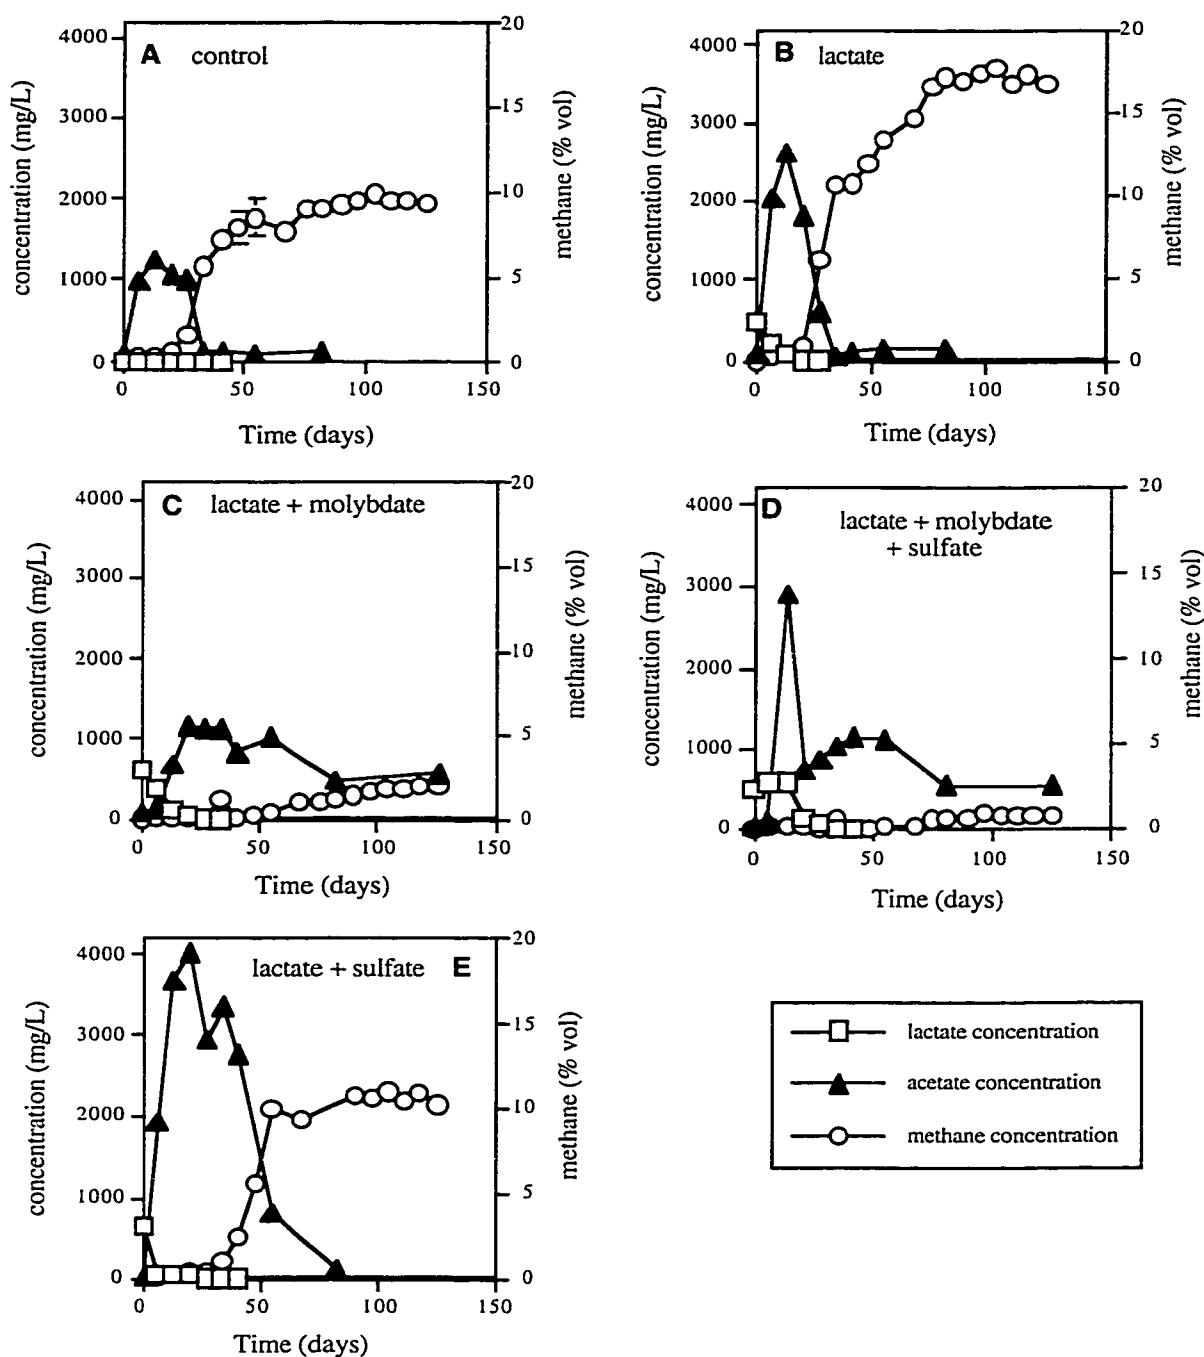 A control
concentration (mg/L)
methane (% vol)
4000
3000
2000
1000
0
20
15
10
5
0
0 50 100 150
Time (days)
B lactate
concentration (mg/L)
methane (% vol)
4000
3000
2000
1000
0
20
15
10
5
0
0 50 100 150
Time (days)
C lactate + molybdate
concentration (mg/L)
methane (% vol)
4000
3000
2000
1000
0
20
15
10
5
0
0 50 100 150
Time (days)
D
lactate + molybdate
+ sulfate
concentration (mg/L)
methane (% vol)
4000
3000
2000
1000
0
20
15
10
5
0
0 50 100 150
Time (days)
lactate + sulfate E
concentration (mg/L)
methane (% vol)
4000
3000
2000
1000
0
20
15
10
5
0
0 50 100 150
Time (days)
lactate concentration
acetate concentration
methane concentration